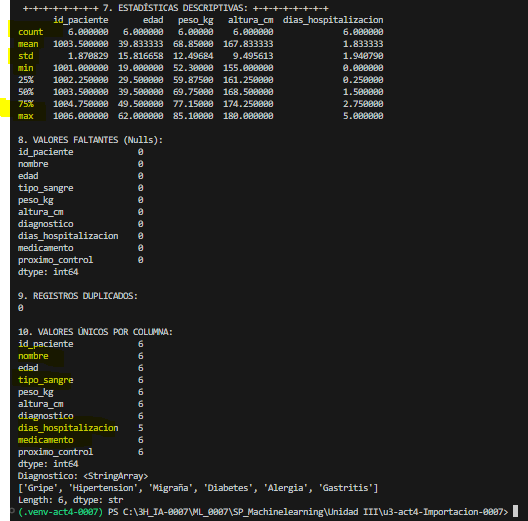 +-+-+-+-+-+-+-+-+ 7. ESTADÍSTICAS DESCRIPTIVAS: +-+-+-+-+-+-+-+-+
id_paciente edad peso_kg altura_cm dias_hospitalizacion
count 6.000000 6.000000 6.00000 6.000000 6.000000
mean 1003.500000 39.833333 68.85000 167.833333 1.833333
std 1.870829 15.816658 12.49684 9.495613 1.940790
min 1001.000000 19.000000 52.30000 155.000000 0.000000
25% 1002.250000 29.500000 59.87500 161.250000 0.250000
50% 1003.500000 39.500000 69.75000 168.500000 1.500000
75% 1004.750000 49.500000 77.15000 174.250000 2.750000
max 1006.000000 62.000000 85.10000 180.000000 5.000000
8. VALORES FALTANTES (Nulls):
id_paciente 0
nombre 0
edad 0
tipo_sangre 0
peso_kg 0
altura_cm 0
diagnostico 0
dias_hospitalizacion 0
medicamento 0
proximo_control 0
dtype: int64
9. REGISTROS DUPLICADOS:
0
10. VALORES ÚNICOS POR COLUMNA:
id_paciente 6
nombre 6
edad 6
tipo_sangre 6
peso_kg 6
altura_cm 6
diagnostico 6
dias_hospitalizacion 5
medicamento 6
proximo_control 6
dtype: int64
Diagnostico: <StringArray>
['Gripe', 'Hipertension', 'Migraña', 'Diabetes', 'Alergia', 'Gastritis']
Length: 6, dtype: str
(.venv-act4-0007) PS C:\3H_IA-0007\ML_0007\SP_Machinelearning\Unidad III\u3-act4-Importacion-0007>